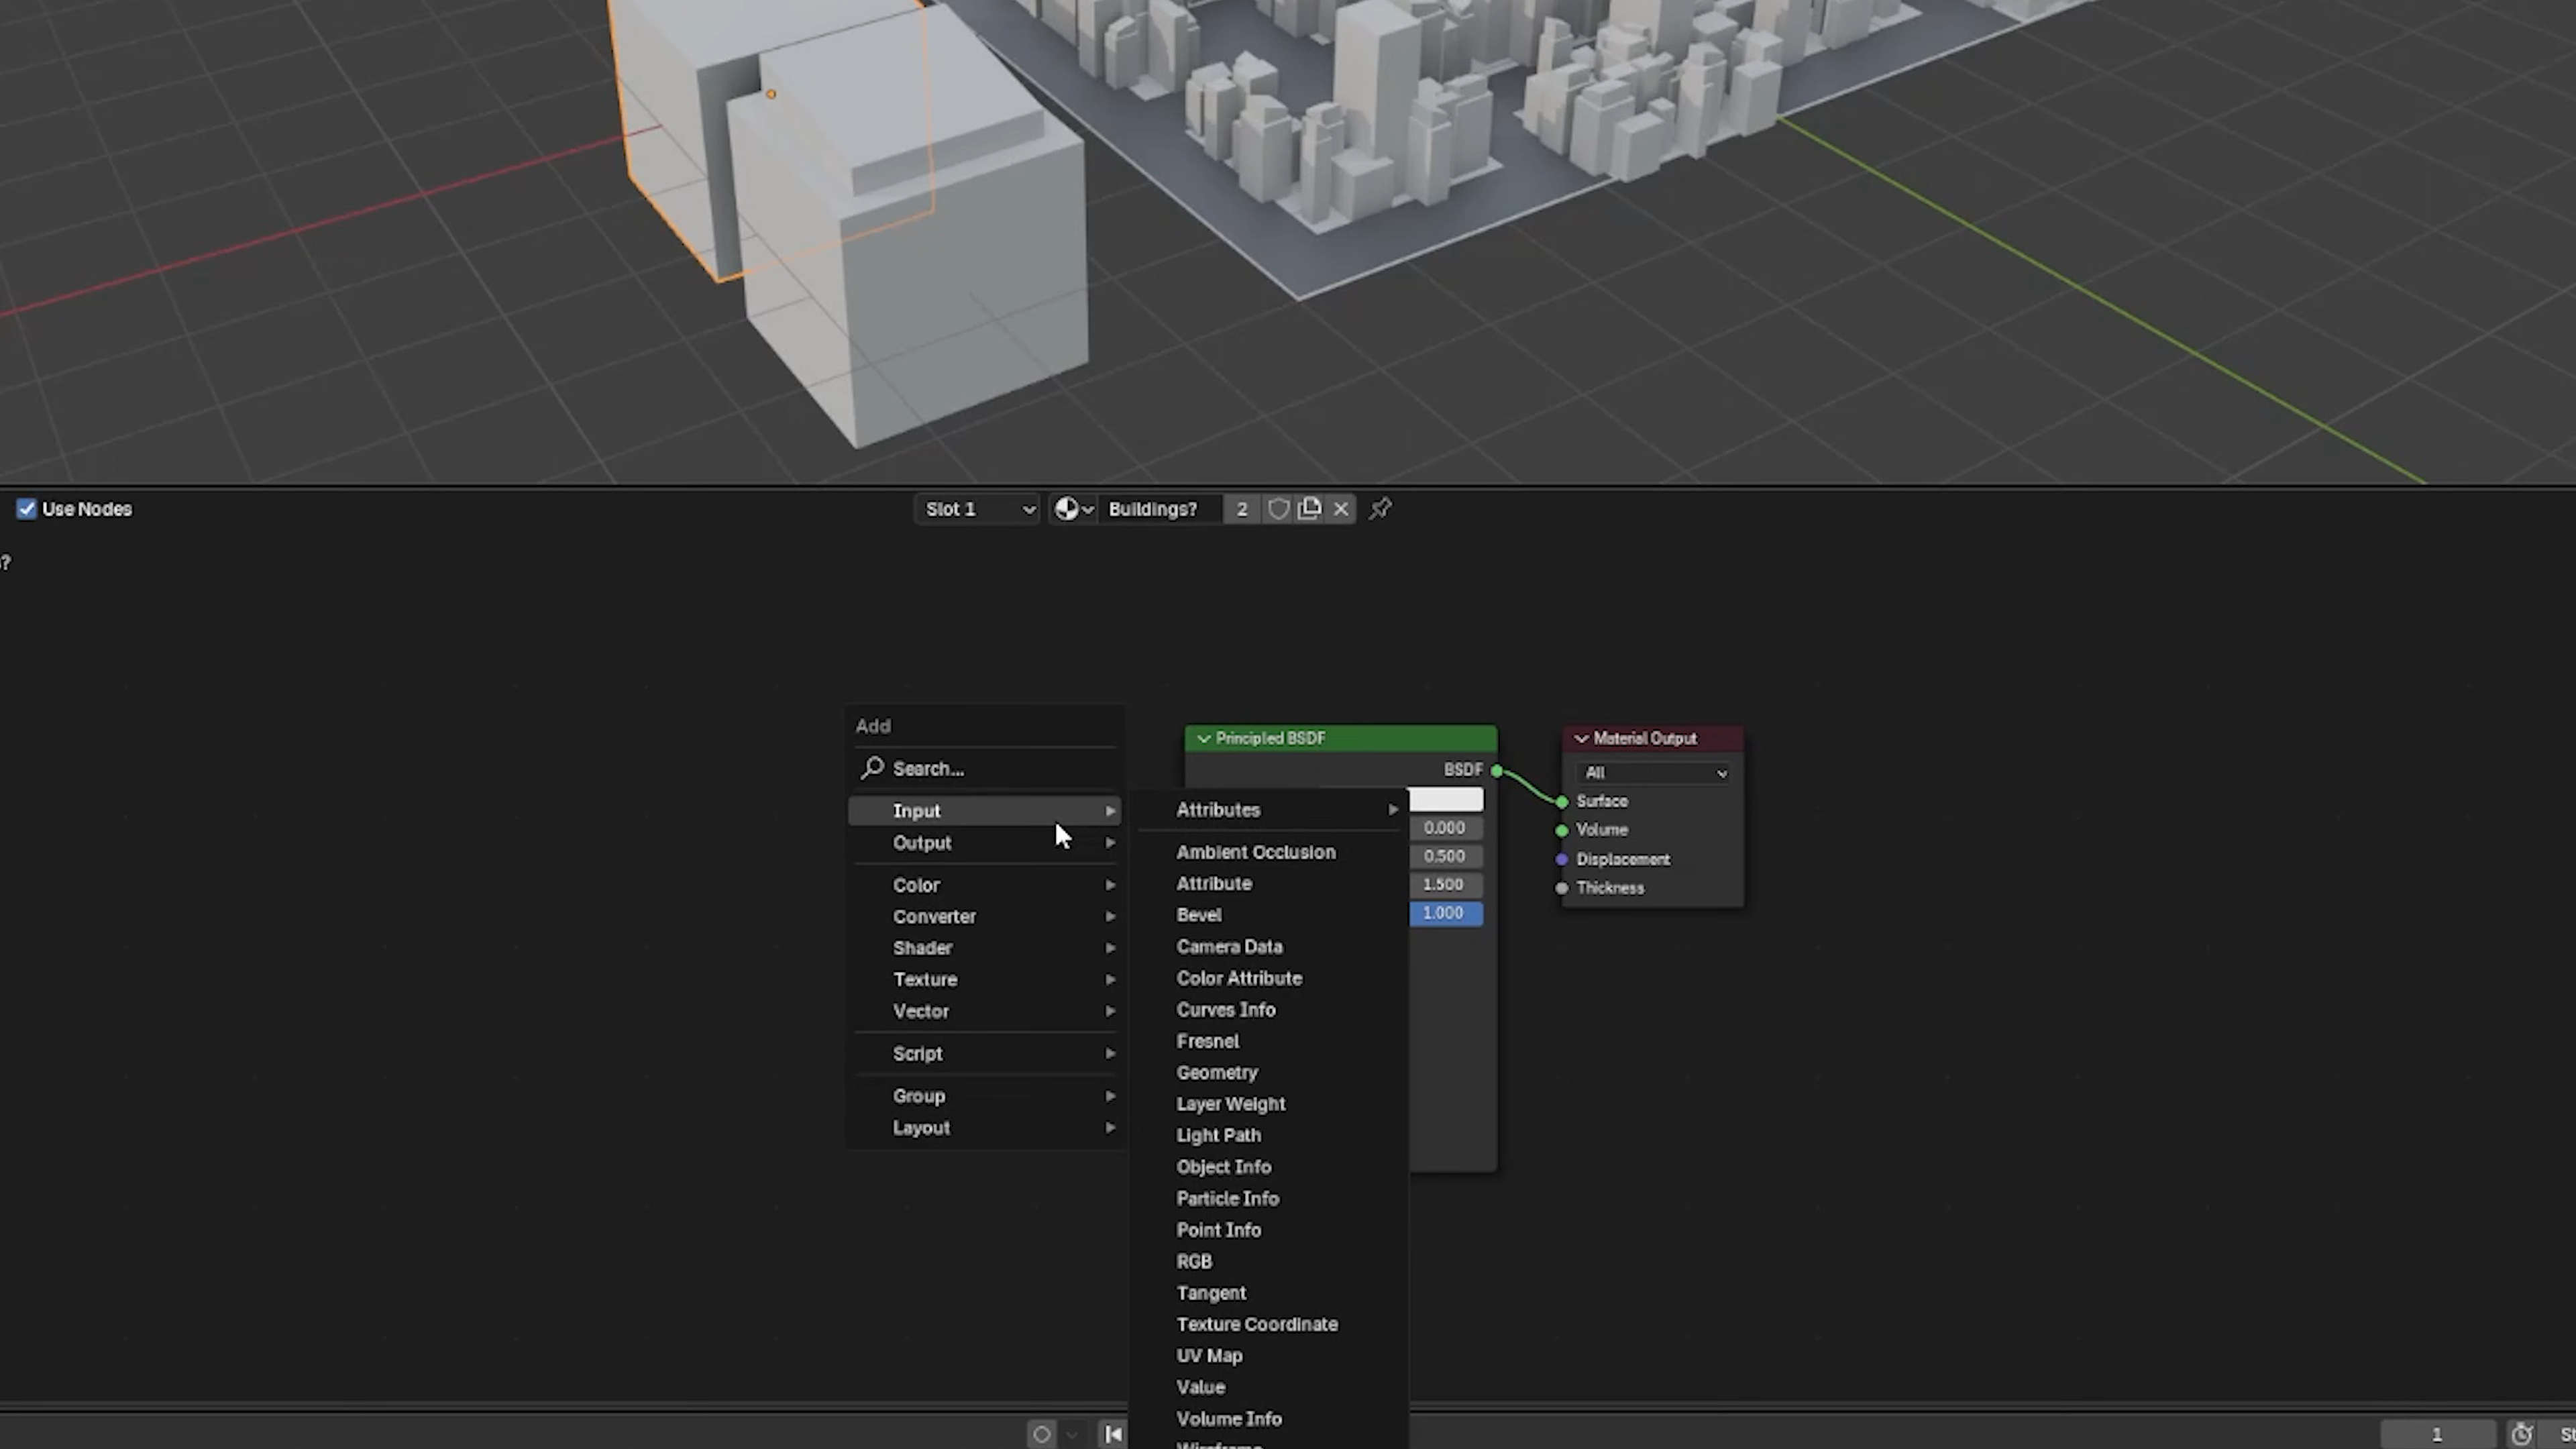 Use Nodes
Slot 1
Buildings?
2
?
Add
Search...
Input
Output
Color
Converter
Shader
Texture
Vector
Script
Group
Layout
Attributes
Ambient Occlusion
Attribute
Bevel
Camera Data
Color Attribute
Curves Info
Fresnel
Geometry
Layer Weight
Light Path
Object Info
Particle Info
Point Info
RGB
Tangent
Texture Coordinate
UV Map
Value
Volume Info
Principled BSDF
BSDF
0.000
0.500
1.500
1.000
Material Output
All
Surface
Volume
Displacement
Thickness
1